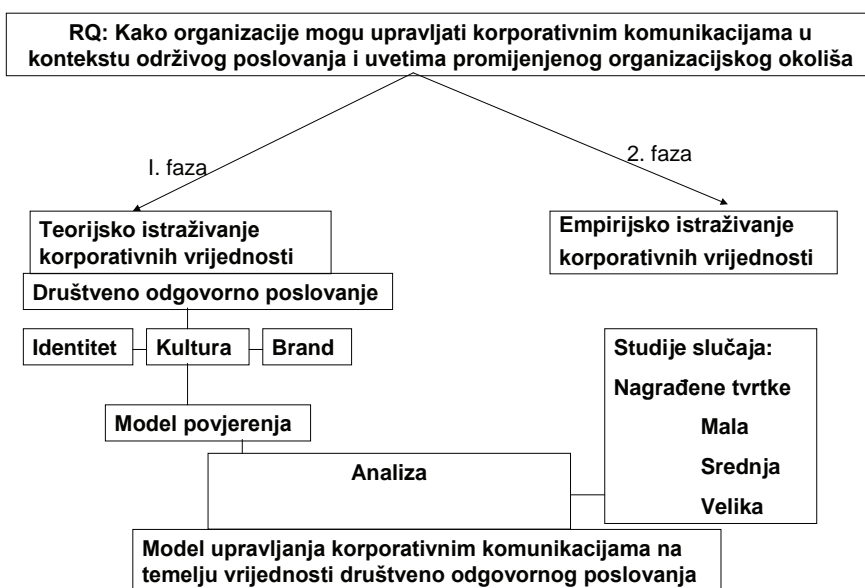 RQ: Kako organizacije mogu upravljati korporativnim komunikacijama u
kontekstu održivog poslovanja i uvetima promijenjenog organizacijskog okoliša
I. faza
2. faza
Teorijsko istraživanje
korporativnih vrijednosti
Empirijsko istraživanje
korporativnih vrijednosti
Društveno odgovorno poslovanje
Identitet
Kultura
Brand
Model povjerenja
Studije slučaja:
Nagrađene tvrtke
Mala
Srednja
Velika
Analiza
Model upravljanja korporativnim komunikacijama na
temelju vrijednosti društveno odgovornog poslovanja